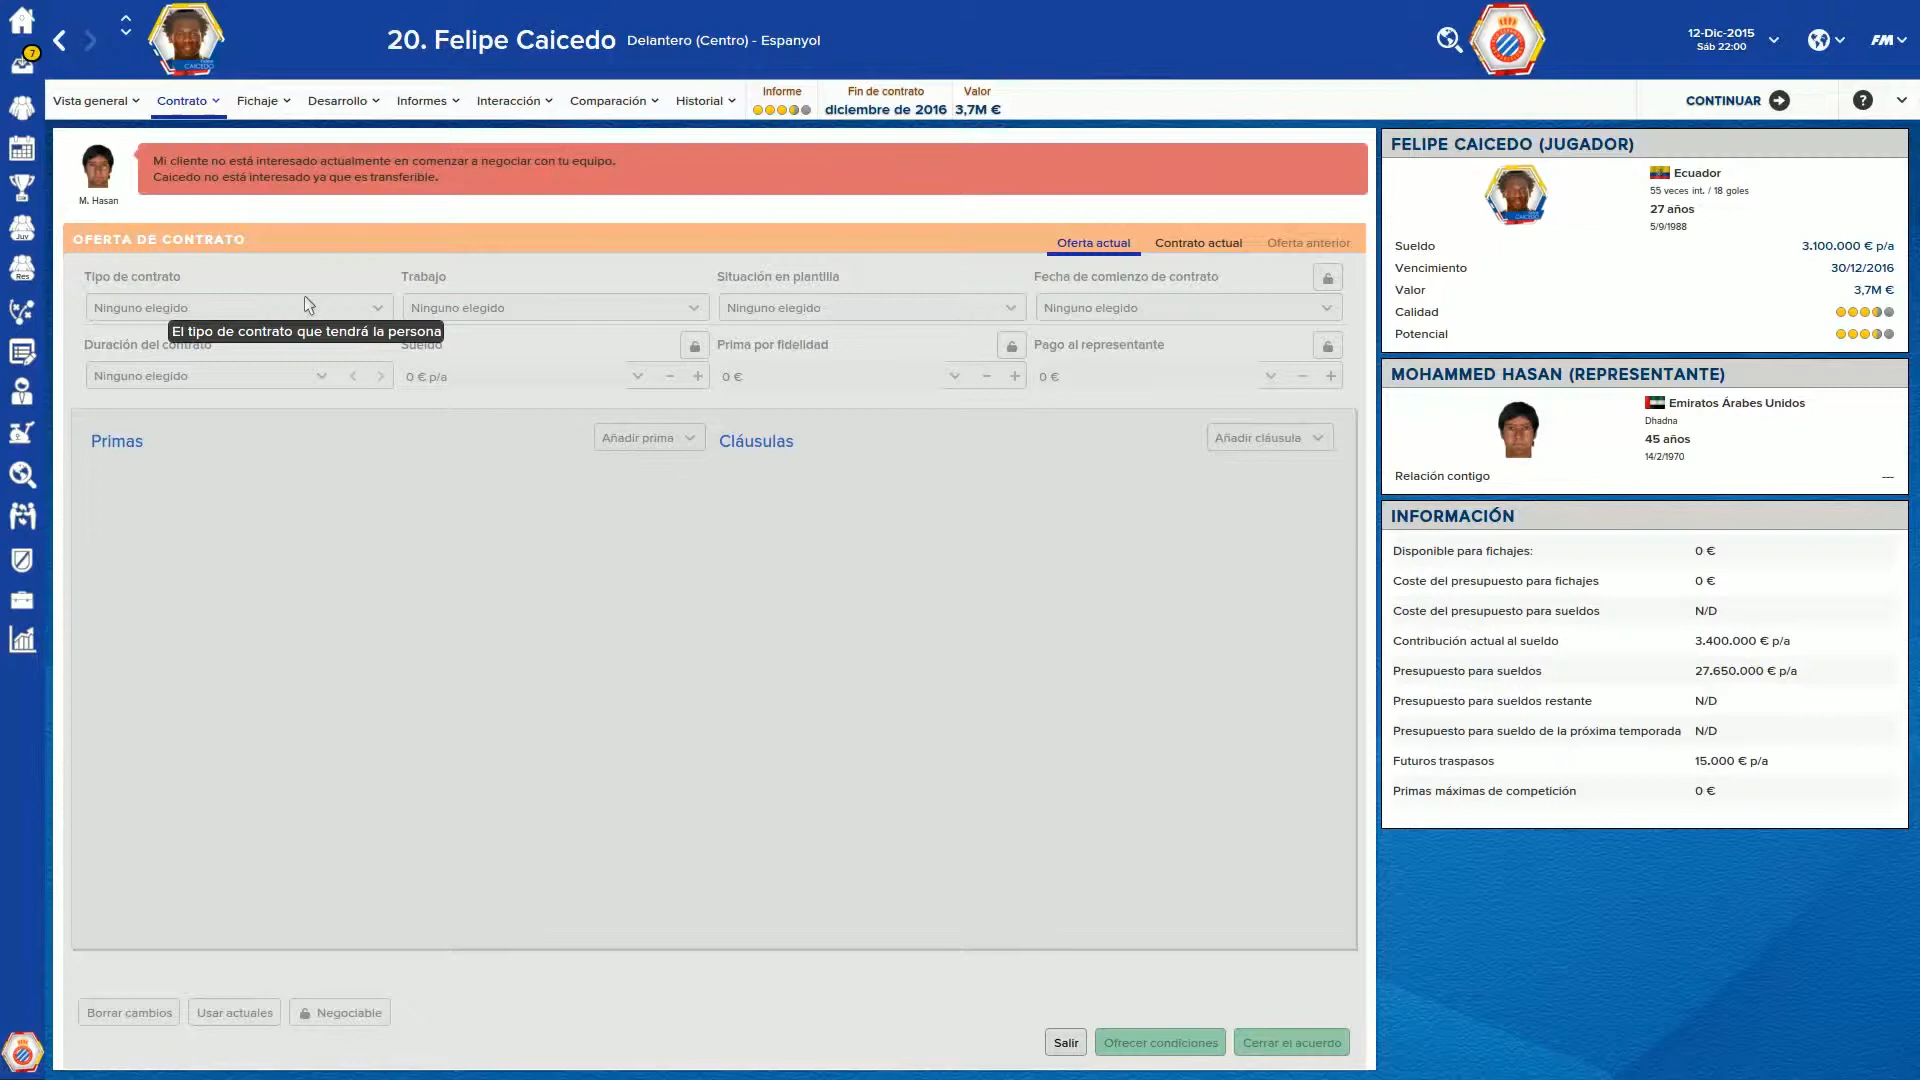 20. Felipe Caicedo Delantero (Centro) - Espanyol
12-Dic-2015
Sáb 22:00
FM
7
Vista general
Contrato
Fichaje
Desarrollo
Informes
Interacción
Comparación
Historial
Informe
Fin de contrato
diciembre de 2016
Valor
3,7M €
CONTINUAR
?
Mi cliente no está interesado actualmente en comenzar a negociar con tu equipo.
Caicedo no está interesado ya que es transferible.
M. Hasan
OFERTA DE CONTRATO
Oferta actual
Contrato actual
Oferta anterior
Tipo de contrato
Trabajo
Situación en plantilla
Fecha de comienzo de contrato
Ninguno elegido
Ninguno elegido
Ninguno elegido
Ninguno elegido
El tipo de contrato que tendrá la persona
Duración del contrato
Sueldo
Prima por fidelidad
Pago al representante
Ninguno elegido
0 € p/a
0 €
0 €
Primas
Añadir prima
Cláusulas
Añadir cláusula
Borrar cambios
Usar actuales
Negociable
Salir
Ofrecer condiciones
Cerrar el acuerdo
FELIPE CAICEDO (JUGADOR)
CAICEDO
Ecuador
55 veces int. / 18 goles
27 años
5/9/1988
Sueldo 3.100.000 € p/a
Vencimiento 30/12/2016
Valor 3,7M €
Calidad
Potencial
MOHAMMED HASAN (REPRESENTANTE)
Emiratos Árabes Unidos
Dhadna
45 años
14/2/1970
Relación contigo ---
INFORMACIÓN
Disponible para fichajes: 0 €
Coste del presupuesto para fichajes 0 €
Coste del presupuesto para sueldos N/D
Contribución actual al sueldo 3.400.000 € p/a
Presupuesto para sueldos 27.650.000 € p/a
Presupuesto para sueldos restante N/D
Presupuesto para sueldo de la próxima temporada N/D
Futuros traspasos 15.000 € p/a
Primas máximas de competición 0 €
Juv
Res